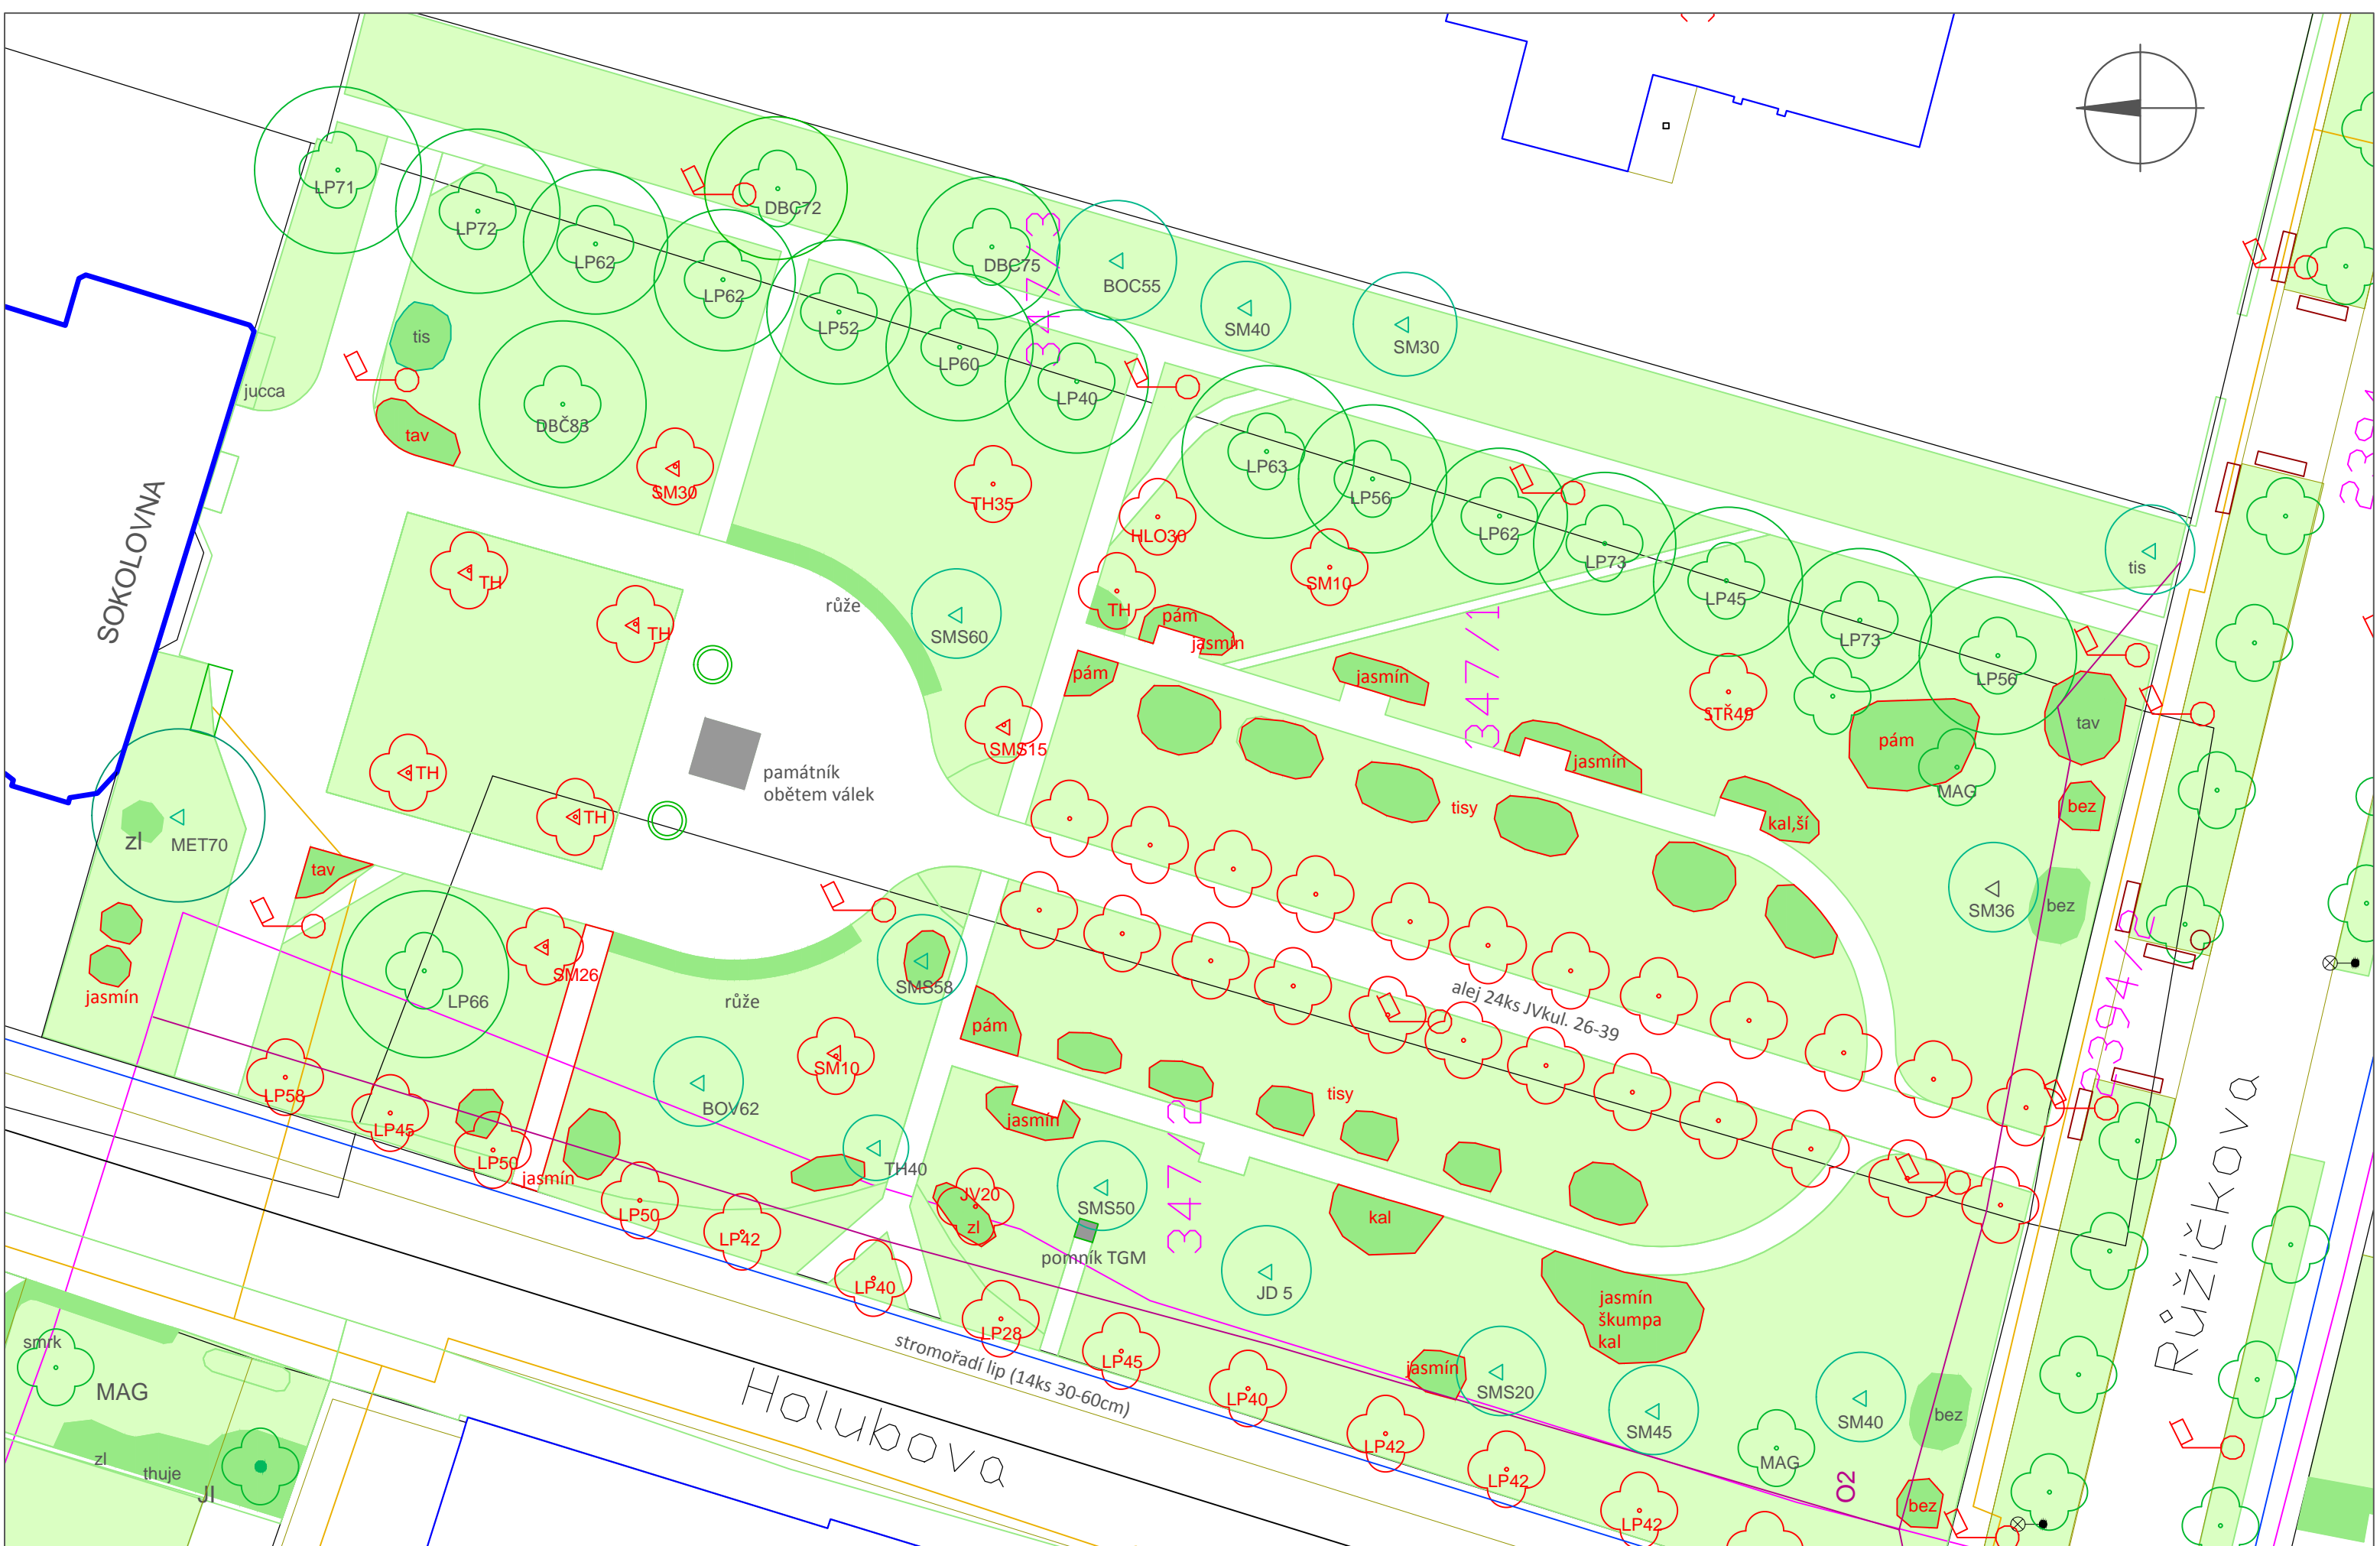 LP71
LP72
LP62
LP62
DBC72
DBC75
BOC55
SM40
SM30
LP52
LP60
LP40
347/3
tis
jucca
tav
DBČ83
SM30
TH35
HLO30
LP63
LP56
LP62
LP73
LP45
LP73
LP56
tis
SOKOLOVNA
TH
TH
TH
TH
růže
SMS60
TH
SM10
pám
jasmín
pám
jasmín
347/1
STŘ49
pám
MAG
tav
bez
bez
SM36
SMS15
památník
obětem válek
tisy
jasmín
kal,ší
zl
MET70
tav
jasmín
LP66
SM26
růže
SMS58
SM10
BOV62
TH40
pám
alej 24ks JVkul. 26-39
tisy
jasmín
347/2
LP58
LP45
LP50
jasmín
LP50
LP42
LP40
JV20
zl
SMS50
pomník TGM
JD 5
kal
jasmín
škumpa
kal
LP28
LP45
LP40
LP42
LP42
LP42
jasmín
SMS20
SM45
MAG
SM40
bez
bez
O2
stromořadí lip (14ks 30-60cm)
Holubova
Růžičkova
smrk
MAG
zl
thuje
JI